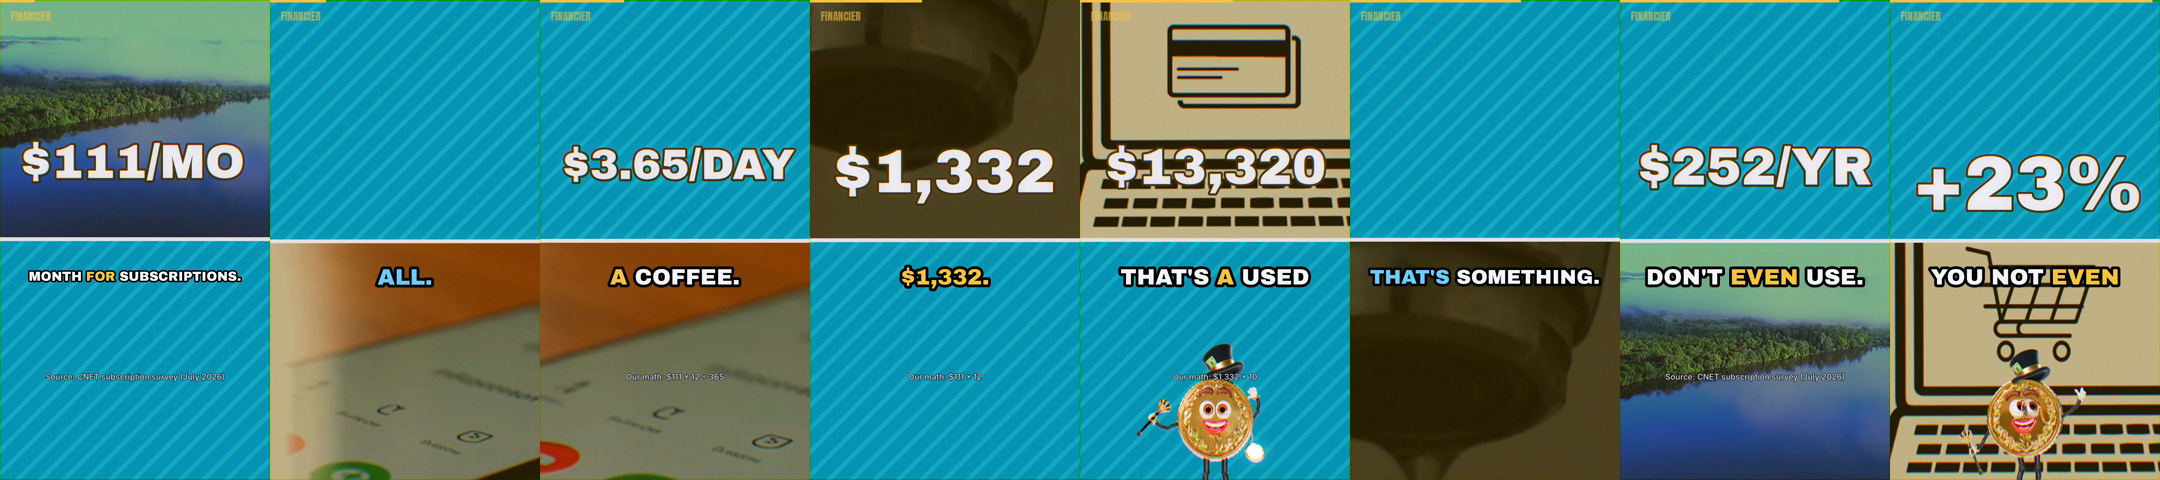 FINANCIER
$111/MO
MONTH FOR SUBSCRIPTIONS.
Source: CNET subscription survey (July 2026)
ALL.
FINANCIER
$3.65/DAY
A COFFEE.
Our math: $111 × 12 ÷ 365
FINANCIER
$1,332
$1,332.
Our math: $111 × 12
FINANCIER
$13,320
THAT'S A USED
Our math: $1,332 × 10
FINANCIER
THAT'S SOMETHING.
FINANCIER
$252/YR
DON'T EVEN USE.
Source: CNET subscription survey (July 2026)
FINANCIER
+23%
YOU NOT EVEN